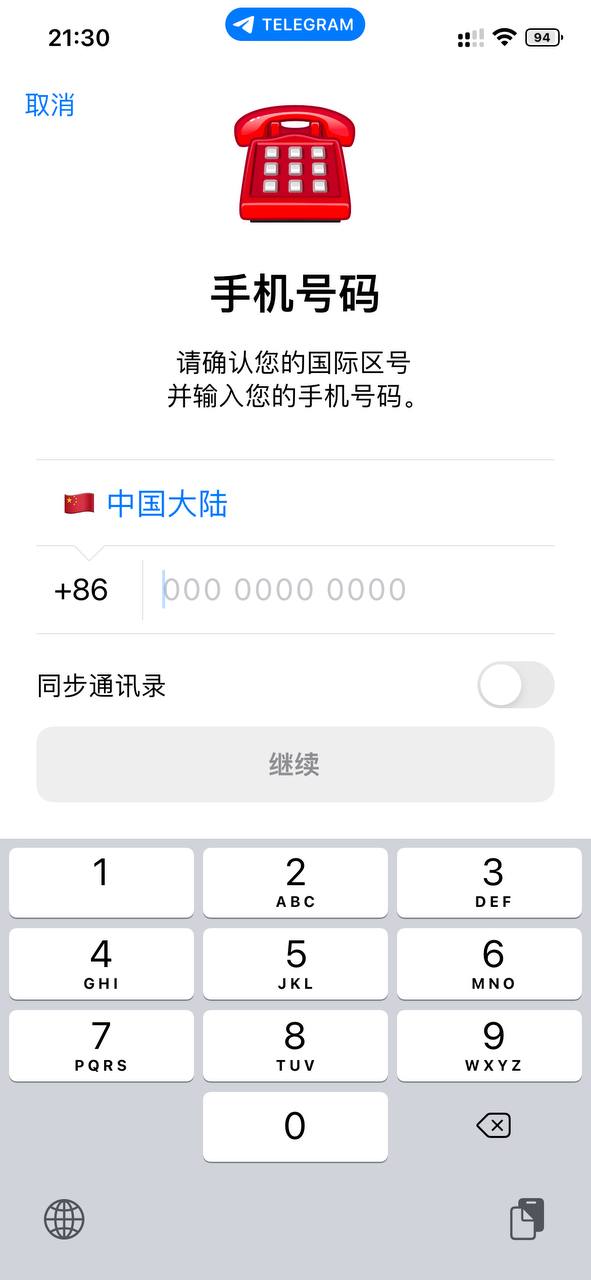 21:30
TELEGRAM
94
取消
手机号码
请确认您的国际区号
并输入您的手机号码。
🇨🇳 中国大陆
+86 000 0000 0000
同步通讯录
继续
1 2 3
ABC DEF
4 5 6
GHI JKL MNO
7 8 9
PQRS TUV WXYZ
0